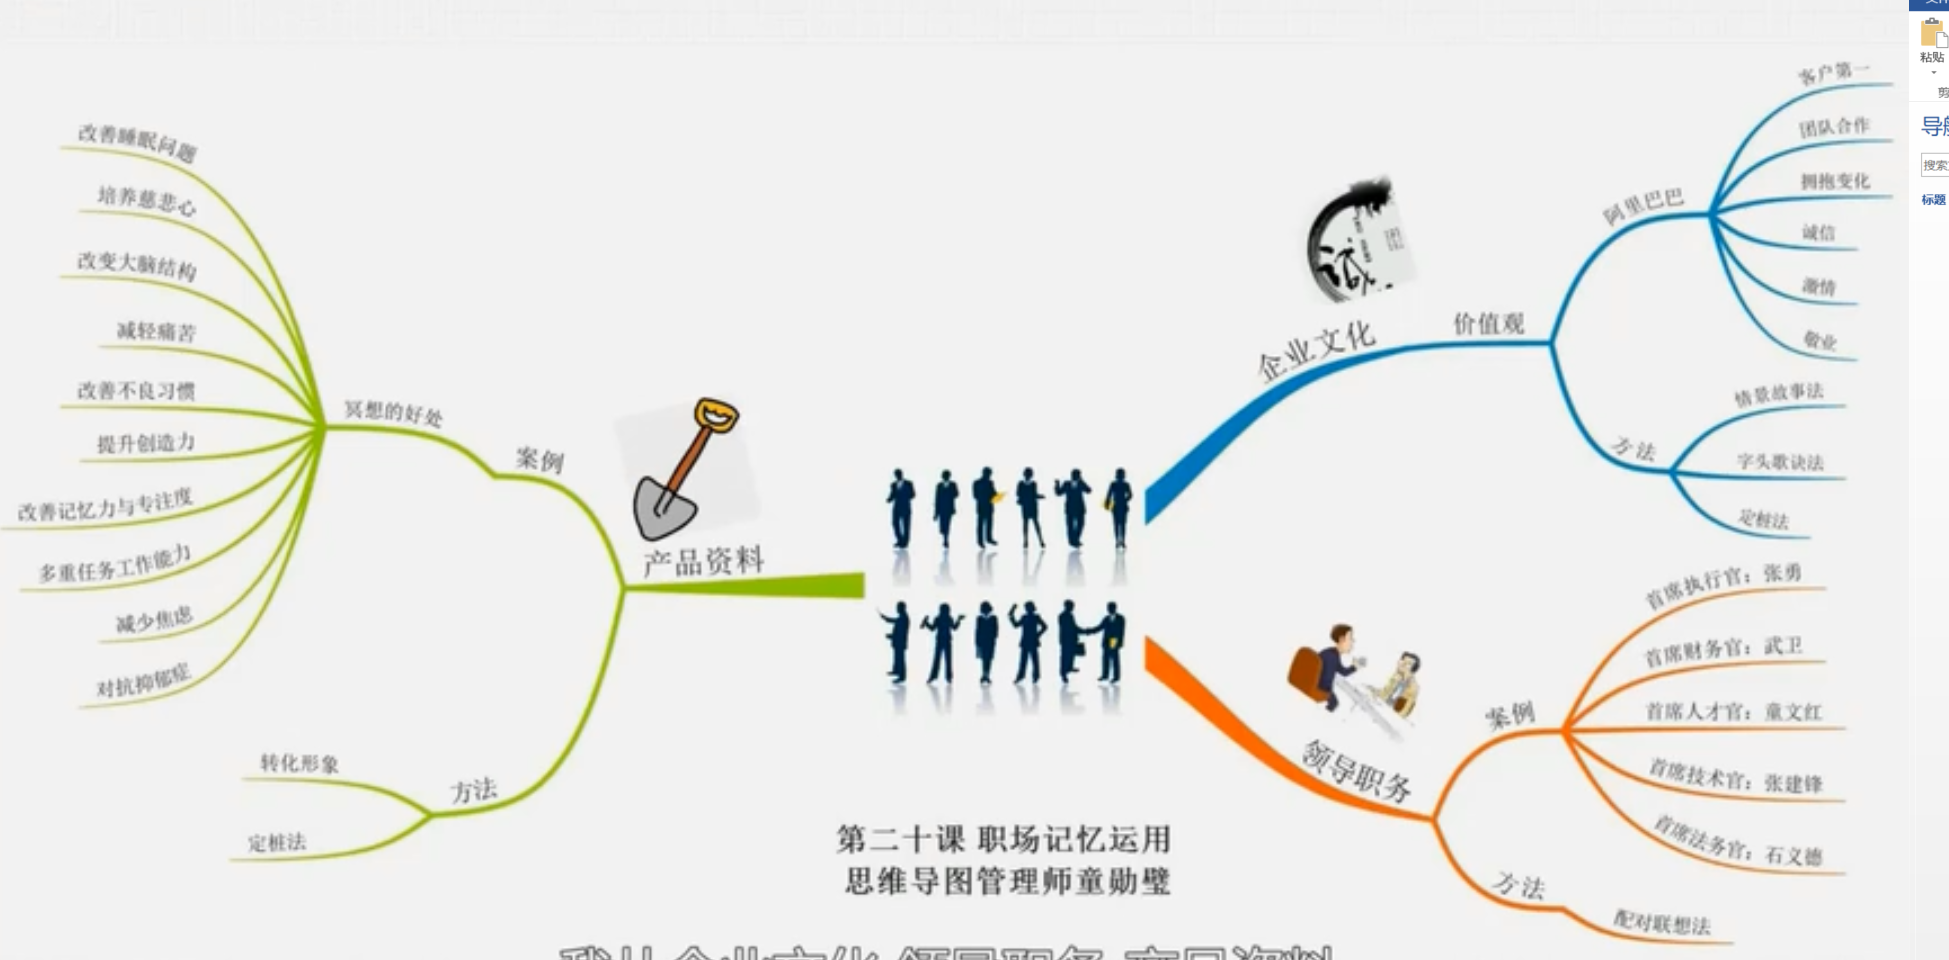 企业文化
价值观
阿里巴巴
客户第一
团队合作
拥抱变化
诚信
激情
敬业
方法
情景故事法
字头歌诀法
定桩法
领导职务
案例
首席执行官：张勇
首席财务官：武卫
首席人才官：童文红
首席技术官：张建锋
首席法务官：石义德
方法
配对联想法
产品资料
案例
冥想的好处
改善睡眠问题
培养慈悲心
改变大脑结构
减轻痛苦
改善不良习惯
提升创造力
改善记忆力与专注度
多重任务工作能力
减少焦虑
对抗抑郁症
方法
转化形象
定桩法
第二十课 职场记忆运用
思维导图管理师童勋璧
粘贴
搜索
标题